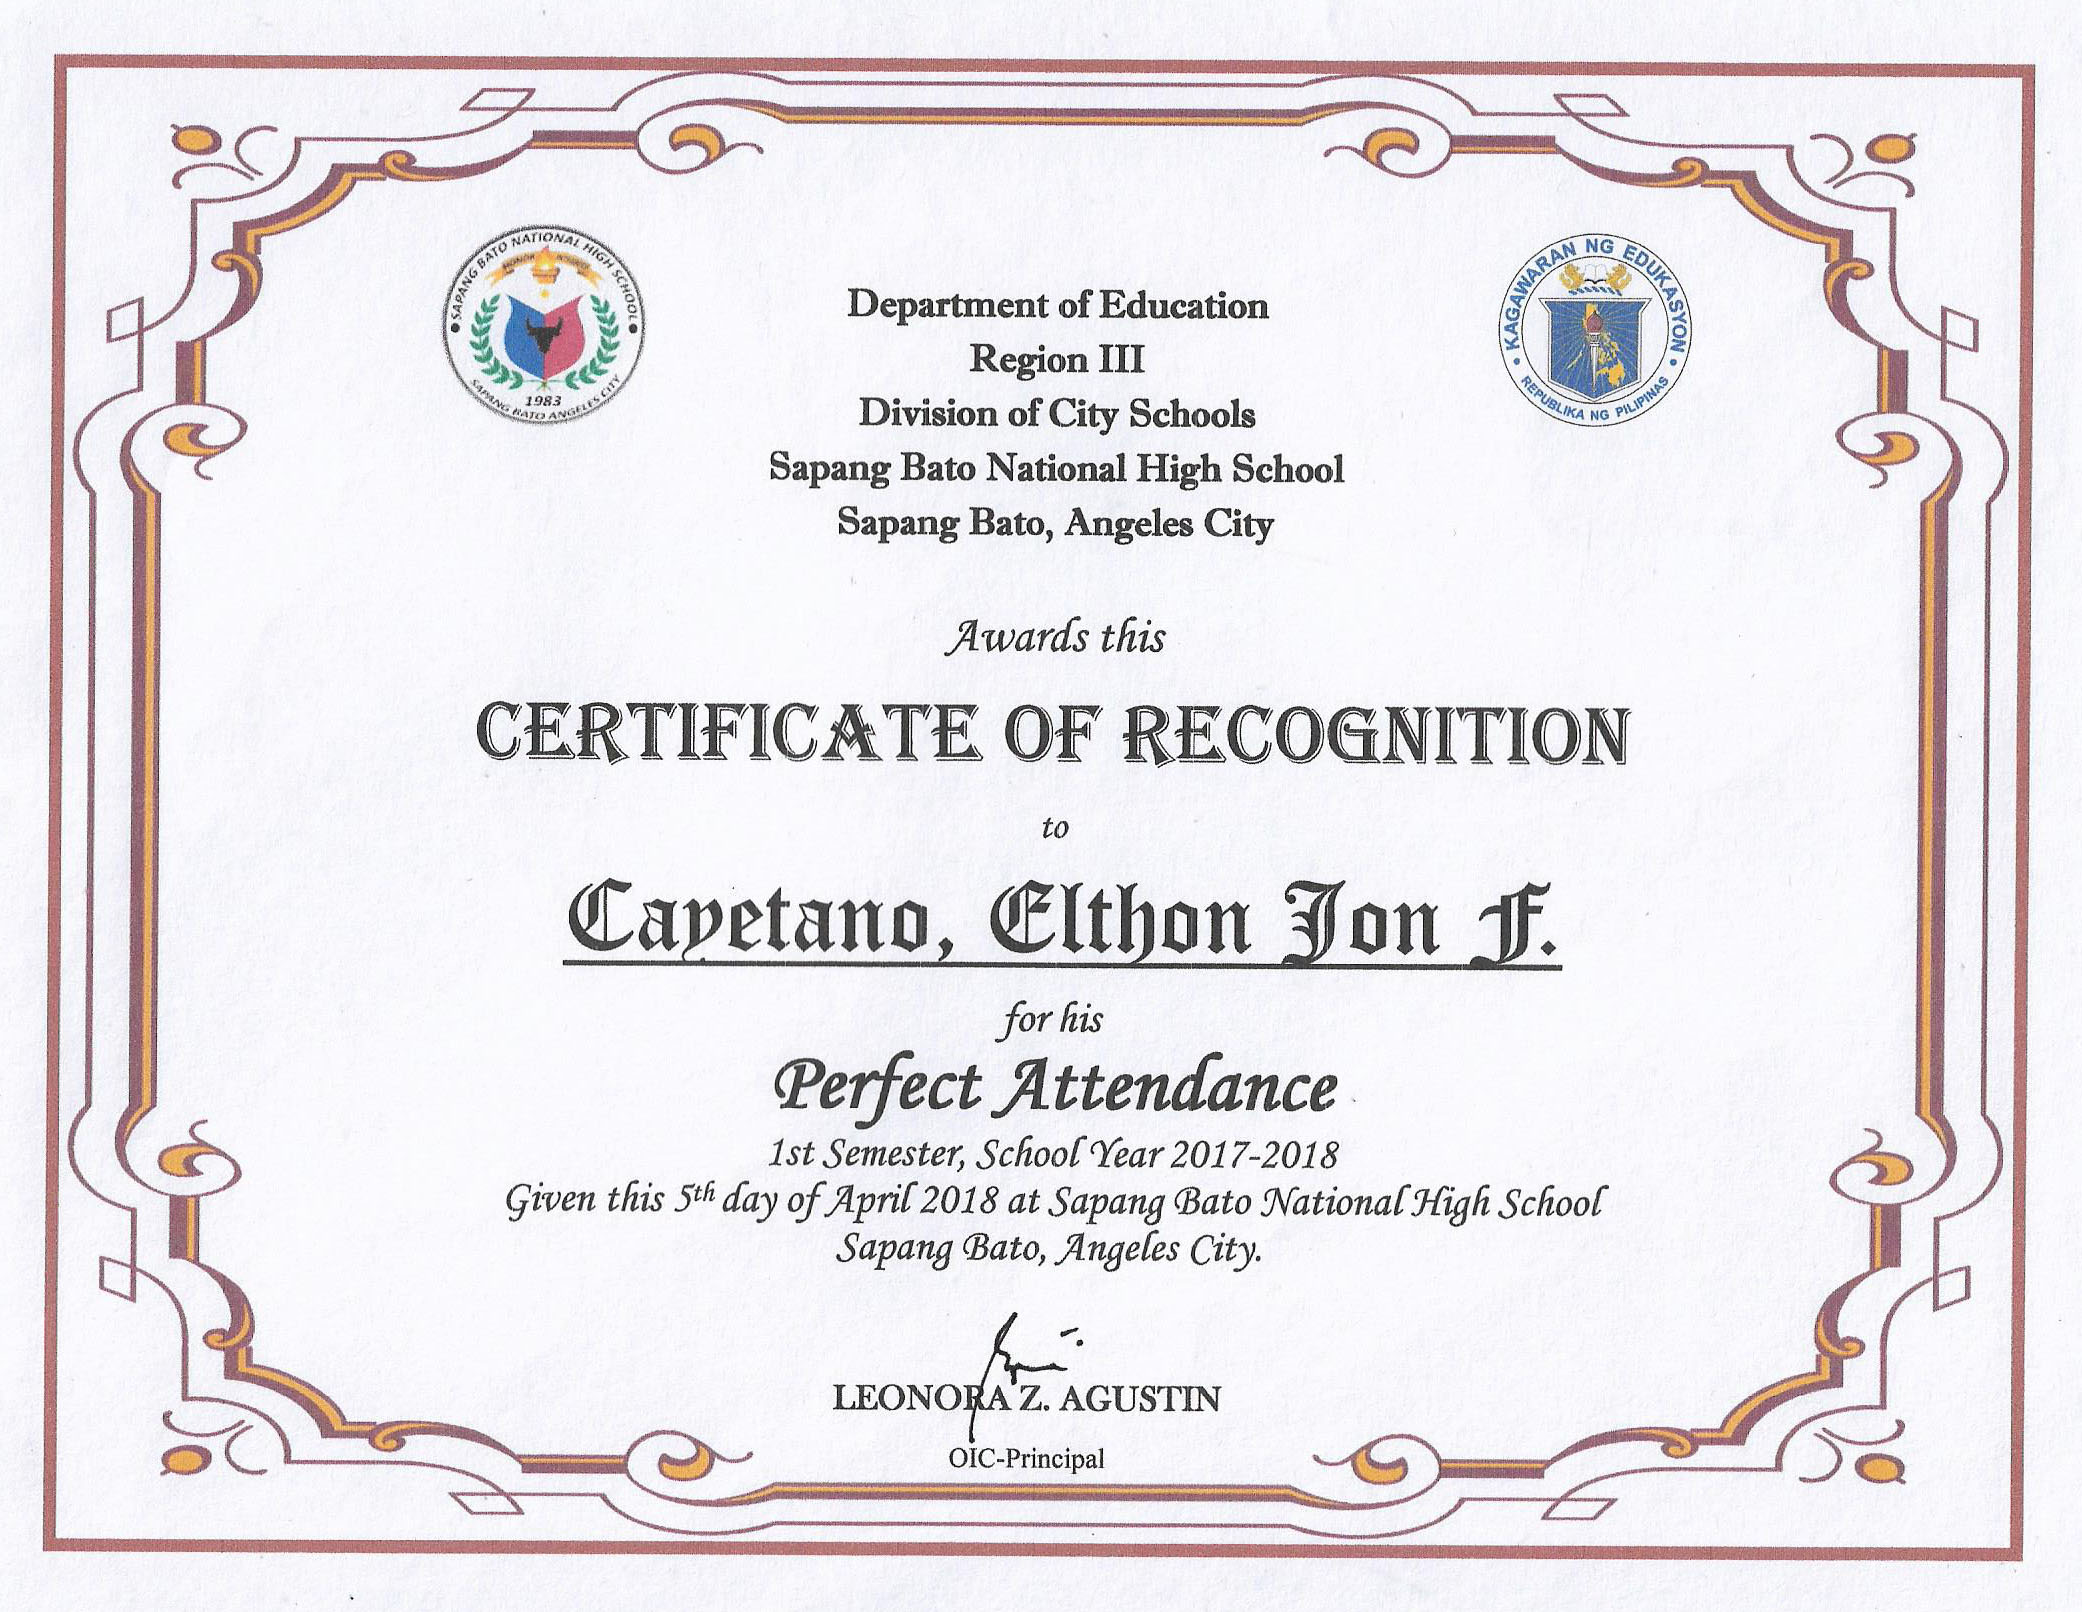 SAPANG BATO NATIONAL HIGH SCHOOL
HONOR
1983
SAPANG BATO ANGELES CITY
KAGAWARAN NG EDUKASYON
REPUBLIKA NG PILIPINAS
Department of Education
Region III
Division of City Schools
Sapang Bato National High School
Sapang Bato, Angeles City
Awards this
CERTIFICATE OF RECOGNITION
to
Cayetano, Elthon Jon F.
for his
Perfect Attendance
1st Semester, School Year 2017-2018
Given this 5th day of April 2018 at Sapang Bato National High School
Sapang Bato, Angeles City.
LEONORA Z. AGUSTIN
OIC-Principal